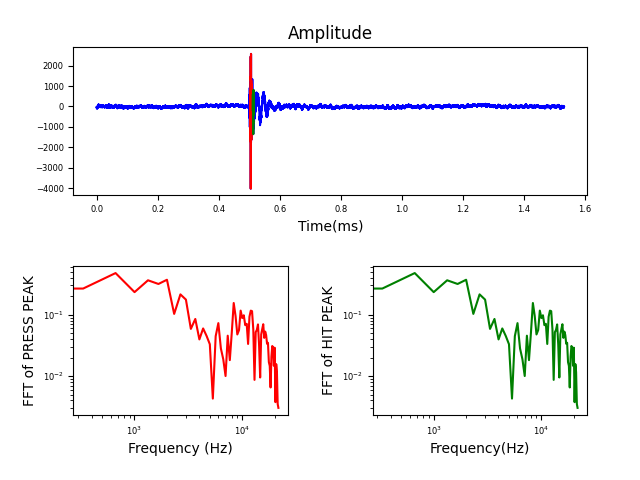 Amplitude
2000
1000
0
−1000
−2000
−3000
−4000
0.0 0.2 0.4 0.6 0.8 1.0 1.2 1.4 1.6
Time(ms)
FFT of PRESS PEAK
10⁻¹
10⁻²
10³ 10⁴
Frequency (Hz)
FFT of HIT PEAK
10⁻¹
10⁻²
10³ 10⁴
Frequency(Hz)